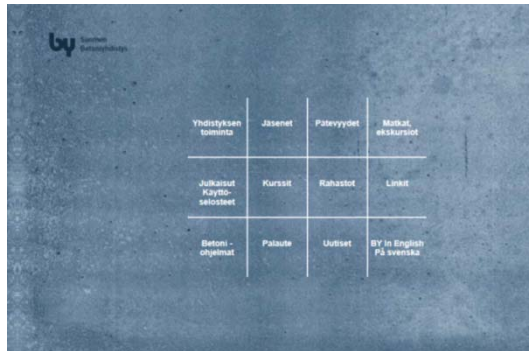 by Suomen
Betoniyhdistys
Yhdistyksen
toiminta
Jäsenet
Pätevyydet
Matkat,
ekskursiot
Julkaisut
Käyttö-
selosteet
Kurssit
Rahastot
Linkit
Betoni -
ohjelmat
Palaute
Uutiset
BY in English
På svenska